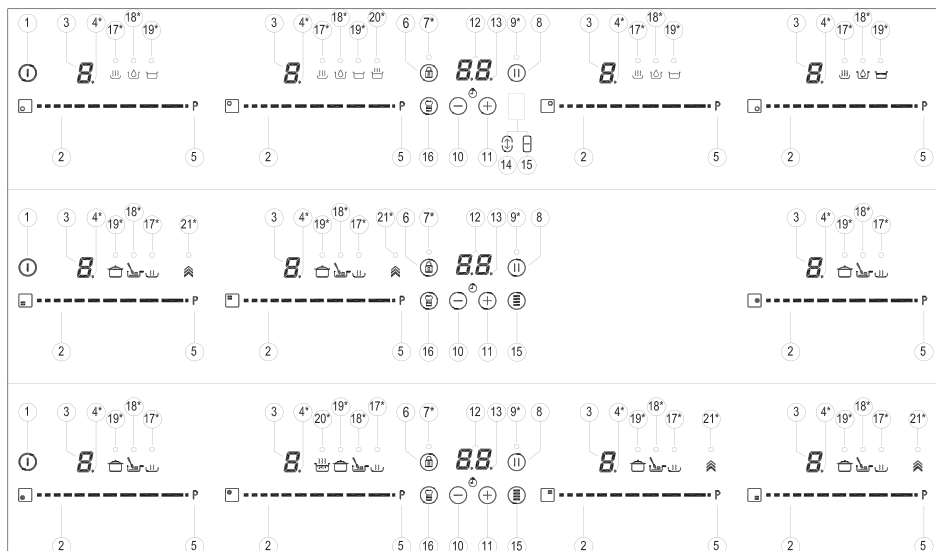 18* 18* 20* 18* 18*
1 3 4* 17* 19* 3 4* 17* 19* 6 7* 12 13 9* 8 3 4* 17* 19* 3 4* 17* 19*
8. 8. 8.8. 8. 8.
P P P P
2 5 2 5 16 10 11 14 15 2 5 2 5
18* 18* 18*
1 3 4* 19* 17* 21* 3 4* 19* 17* 21* 6 7* 12 13 9* 8 3 4* 19* 17*
8. 8. 8.8. 8.
P P P
2 5 2 5 16 10 11 15 2 5
18* 19* 17* 18* 18*
1 3 4* 19* 17* 3 4* 20* 18* 6 7* 12 13 9* 8 3 4* 19* 17* 21* 3 4* 19* 17* 21*
8. 8. 8.8. 8. 8.
P P P P
2 5 2 5 16 10 11 15 2 5 2 5